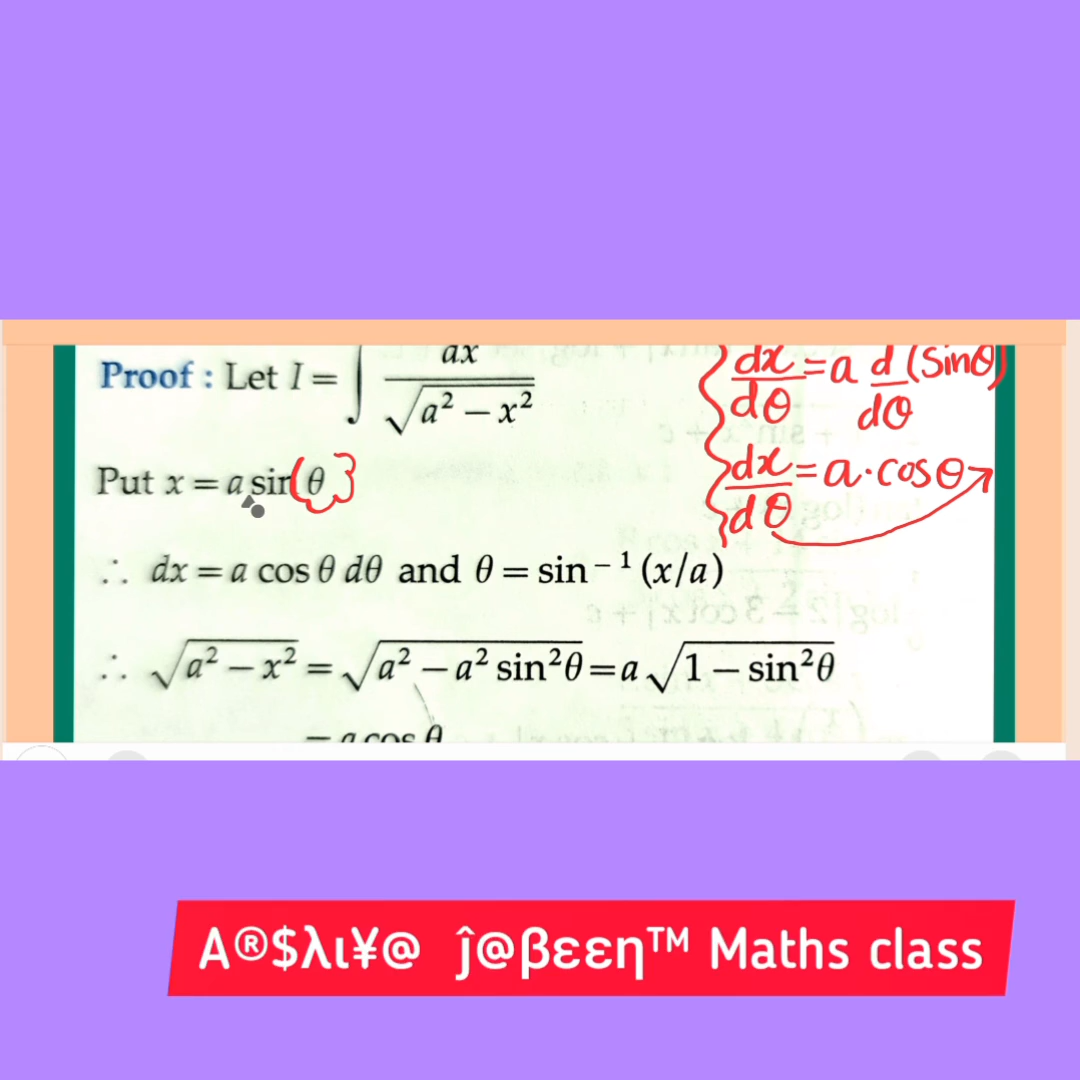 Proof : Let I = ∫ ax / √(a² − x²)
dx/dθ = a d/dθ (Sinθ)
Put x = a sin θ
dx/dθ = a·cosθ
∴ dx = a cos θ dθ and θ = sin⁻¹ (x/a)
∴ √(a² − x²) = √(a² − a² sin²θ) = a √(1 − sin²θ)
= a cos θ
A®$λι¥@ ĵ@βεεη™ Maths class